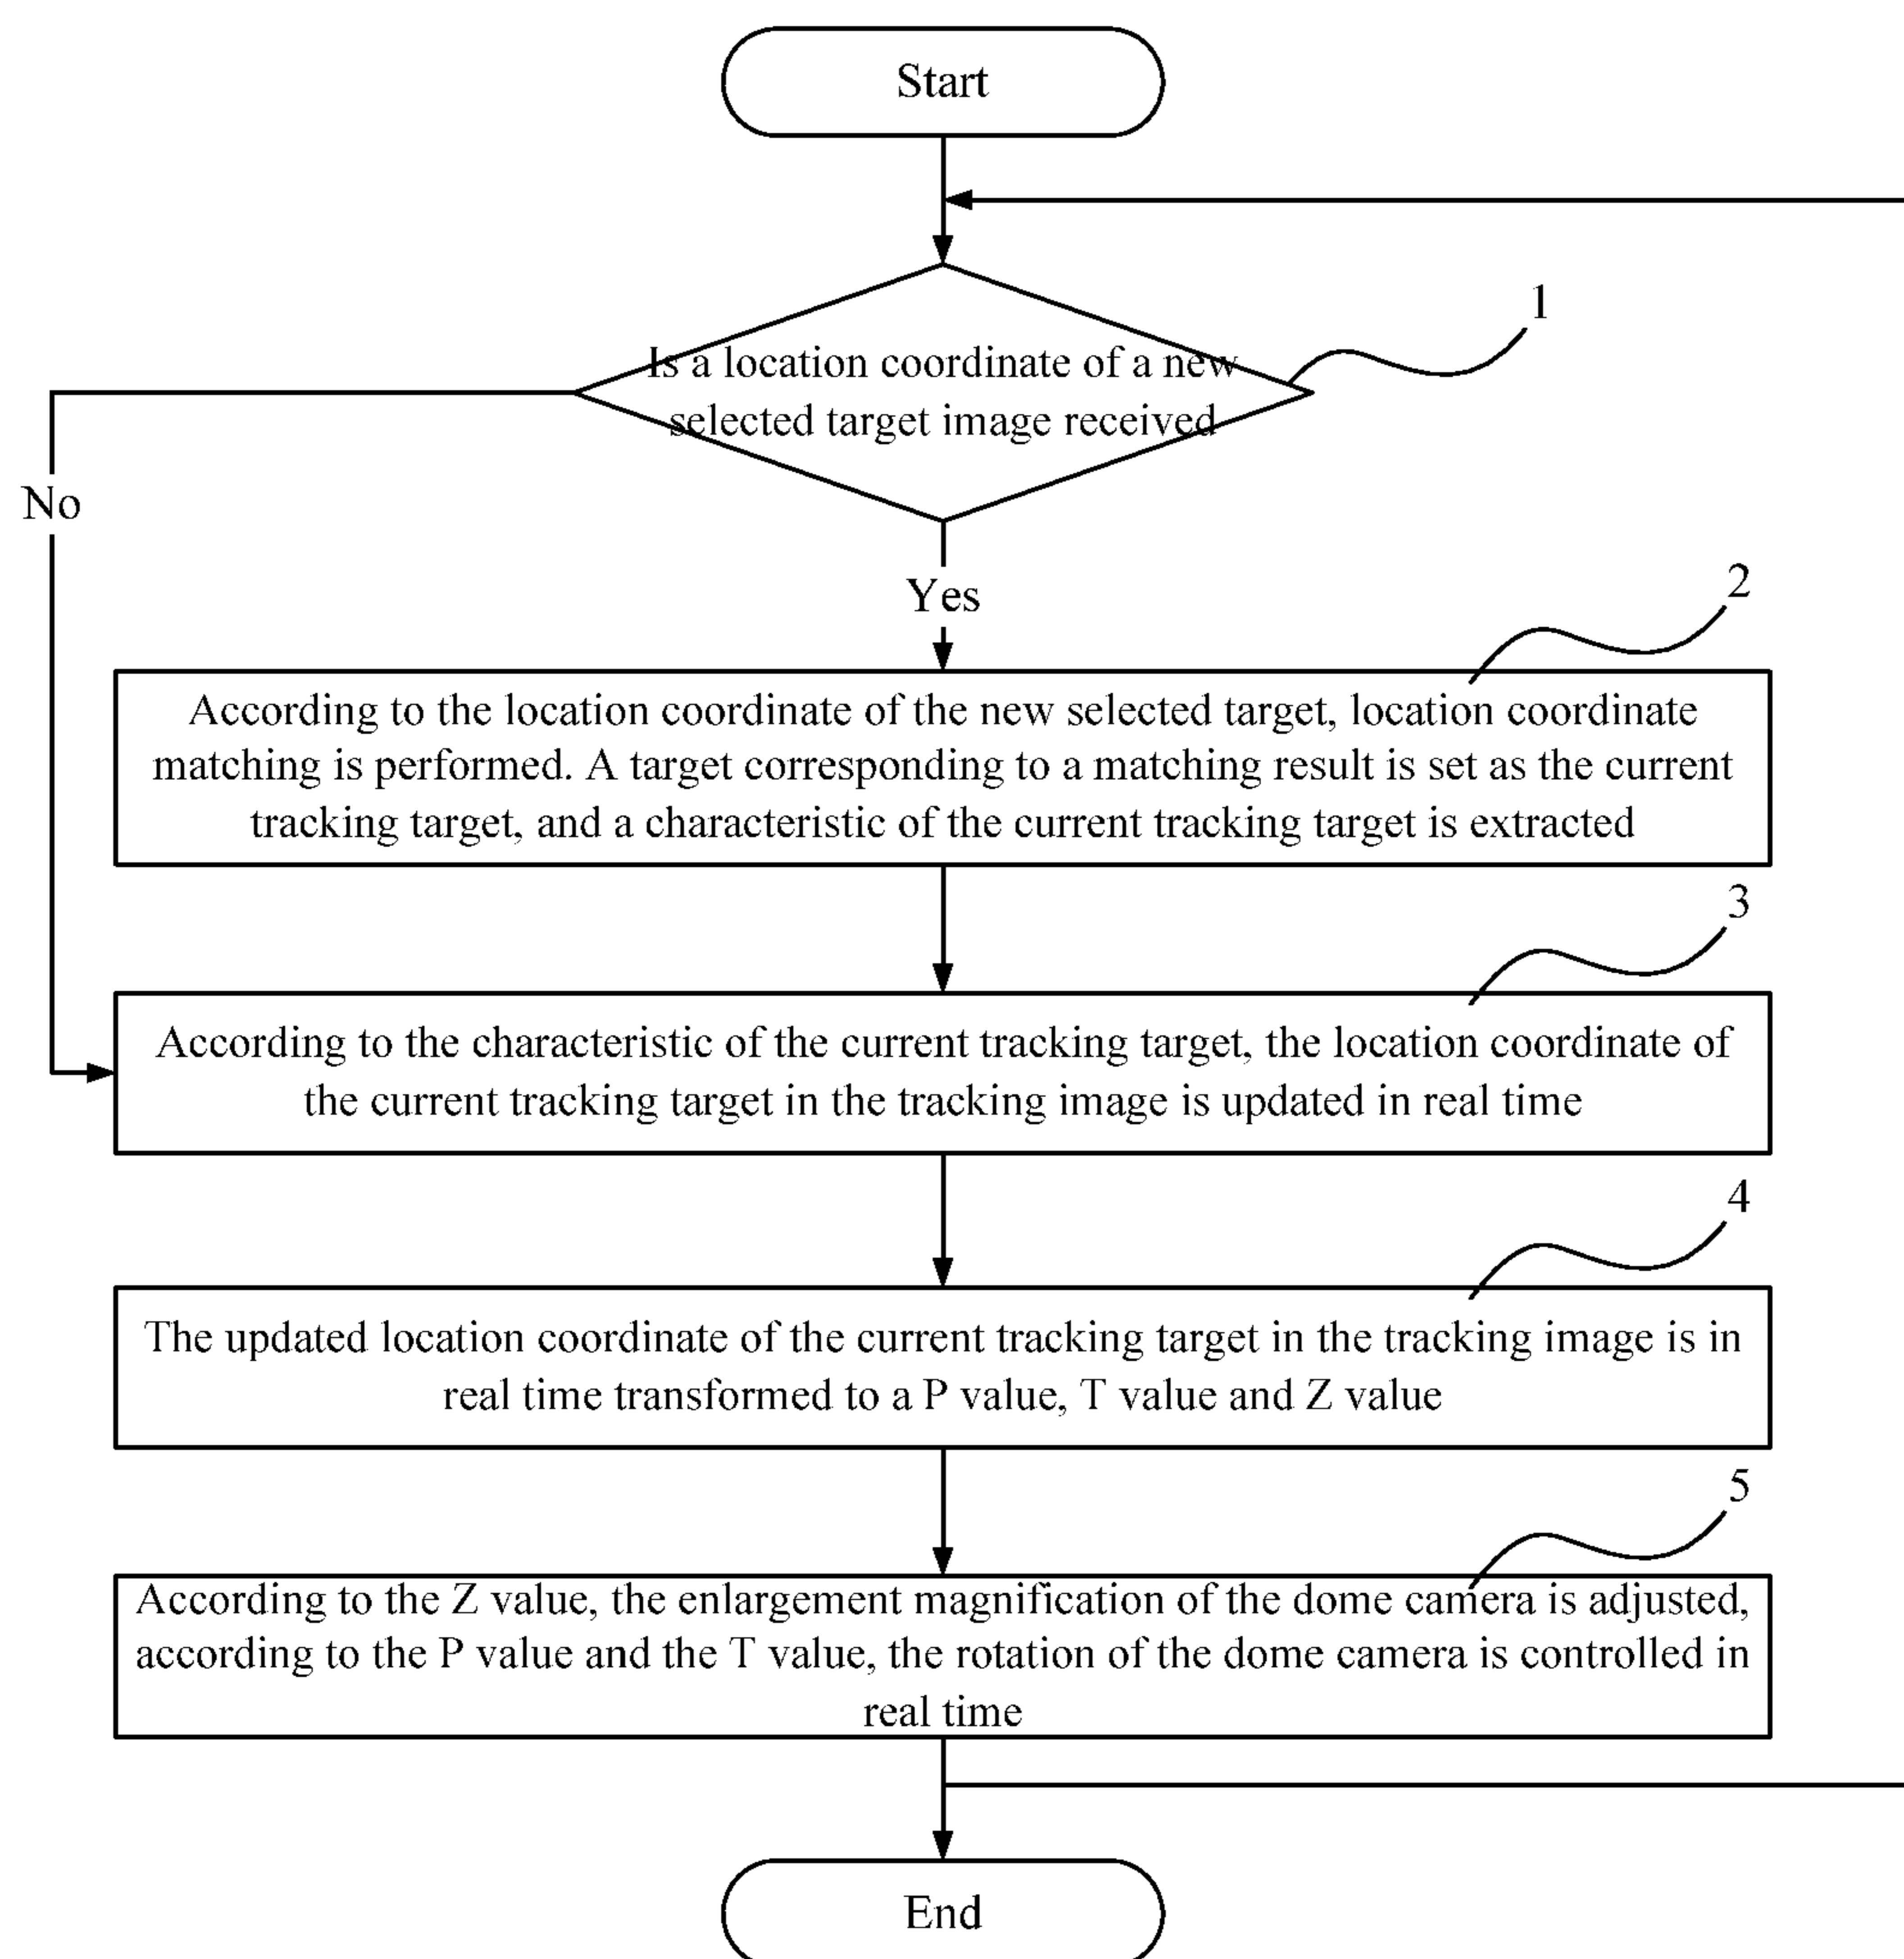 Start
1
Is a location coordinate of a new
selected target image received
No
Yes
2
According to the location coordinate of the new selected target, location coordinate
matching is performed. A target corresponding to a matching result is set as the current
tracking target, and a characteristic of the current tracking target is extracted
3
According to the characteristic of the current tracking target, the location coordinate of
the current tracking target in the tracking image is updated in real time
4
The updated location coordinate of the current tracking target in the tracking image is in
real time transformed to a P value, T value and Z value
5
According to the Z value, the enlargement magnification of the dome camera is adjusted,
according to the P value and the T value, the rotation of the dome camera is controlled in
real time
End